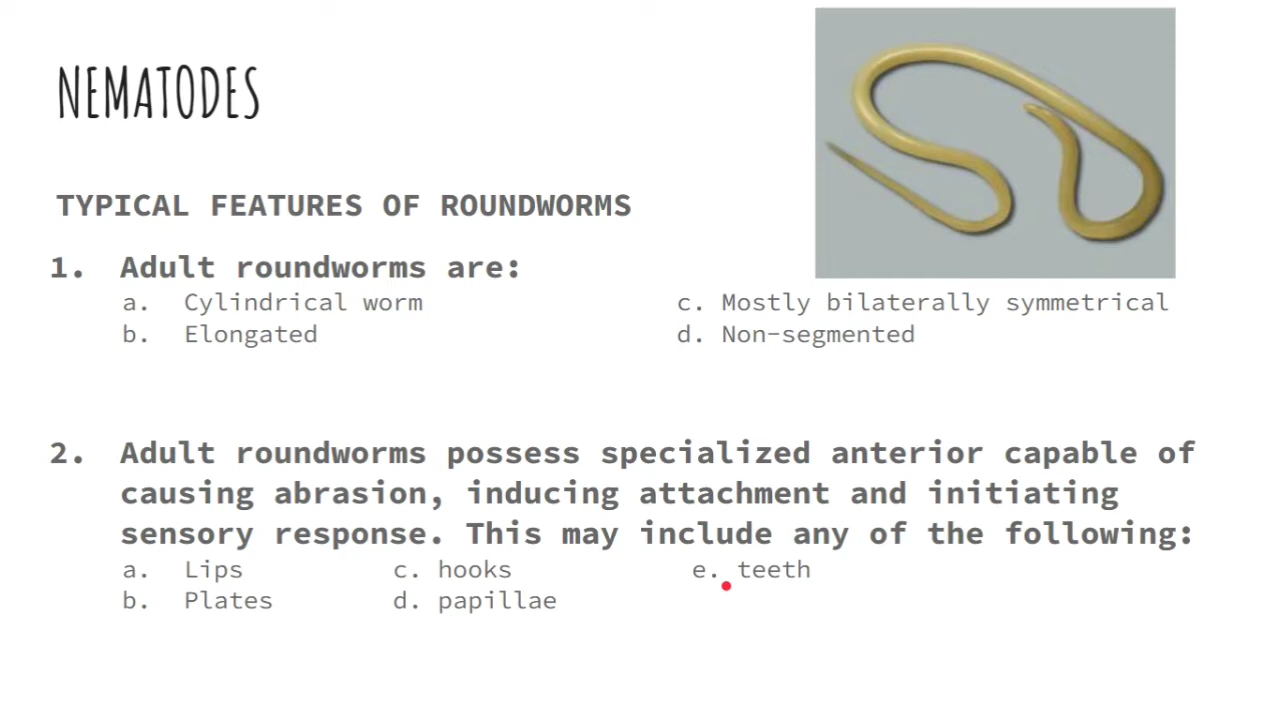 NEMATODES
TYPICAL FEATURES OF ROUNDWORMS
1. Adult roundworms are:
a. Cylindrical worm
b. Elongated
c. Mostly bilaterally symmetrical
d. Non-segmented
2. Adult roundworms possess specialized anterior capable of
causing abrasion, inducing attachment and initiating
sensory response. This may include any of the following:
a. Lips
b. Plates
c. hooks
d. papillae
e. teeth